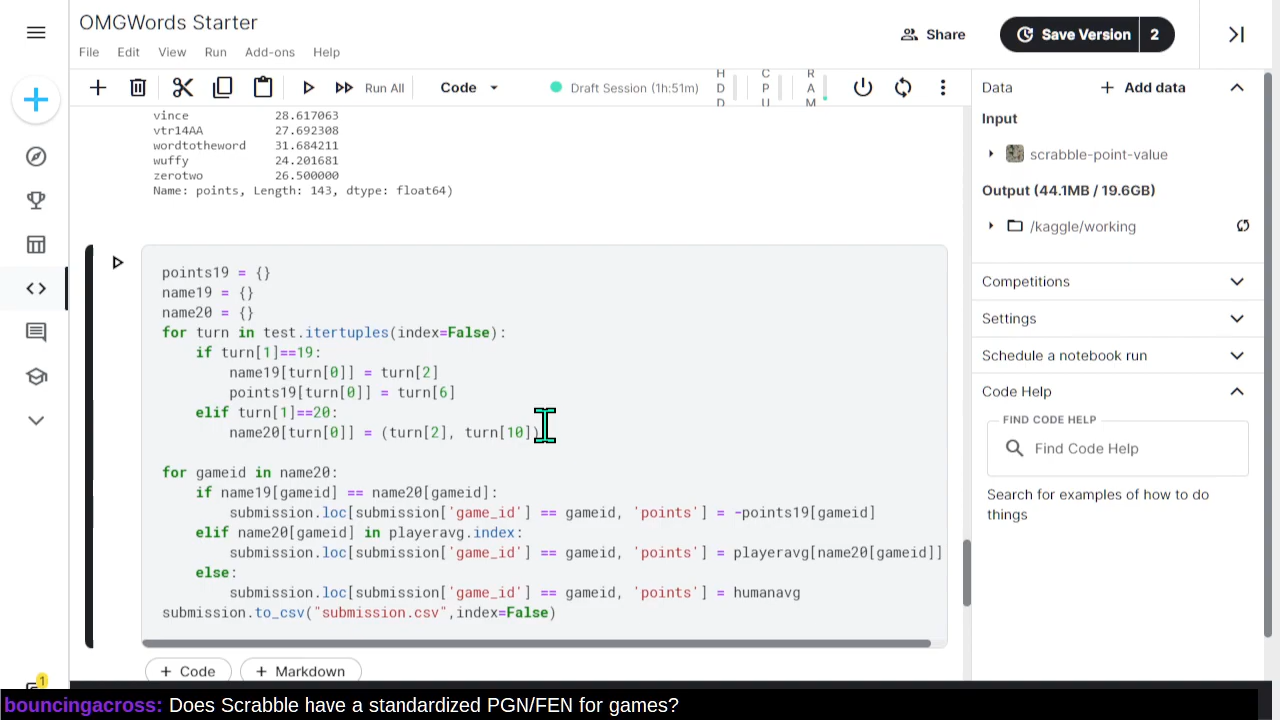 OMGWords Starter
File Edit View Run Add-ons Help
Share
Save Version 2
Run All
Code
Draft Session (1h:51m)
HDD
CPU
RAM
Data
Add data
Input
scrabble-point-value
Output (44.1MB / 19.6GB)
/kaggle/working
Competitions
Settings
Schedule a notebook run
Code Help
FIND CODE HELP
Find Code Help
Search for examples of how to do
things
vince 28.617063
vtr14AA 27.692308
wordtotheword 31.684211
wuffy 24.201681
zerotwo 26.500000
Name: points, Length: 143, dtype: float64)
points19 = {}
name19 = {}
name20 = {}
for turn in test.itertuples(index=False):
    if turn[1]==19:
        name19[turn[0]] = turn[2]
        points19[turn[0]] = turn[6]
    elif turn[1]==20:
        name20[turn[0]] = (turn[2], turn[10])
for gameid in name20:
    if name19[gameid] == name20[gameid]:
        submission.loc[submission['game_id'] == gameid, 'points'] = -points19[gameid]
    elif name20[gameid] in playeravg.index:
        submission.loc[submission['game_id'] == gameid, 'points'] = playeravg[name20[gameid]]
    else:
        submission.loc[submission['game_id'] == gameid, 'points'] = humanavg
submission.to_csv("submission.csv",index=False)
+ Code + Markdown
1
bouncingacross: Does Scrabble have a standardized PGN/FEN for games?